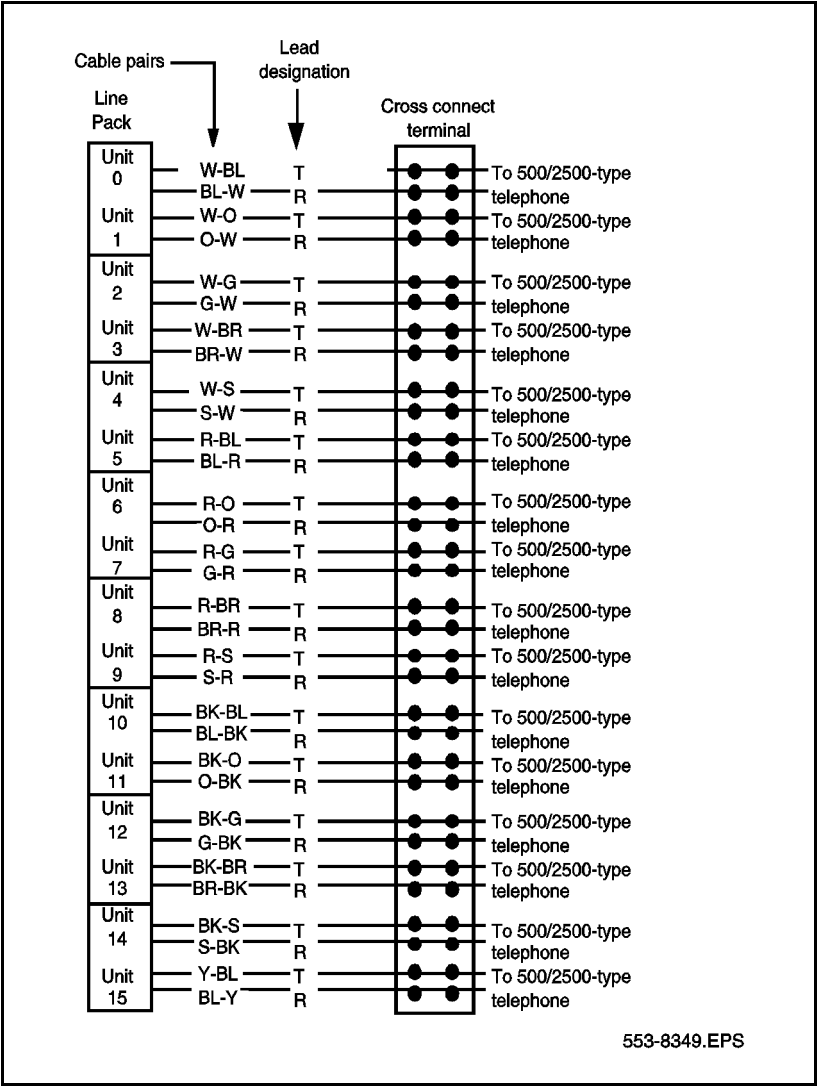 Cable pairs
Lead
designation
Line
Pack
Cross connect
terminal
Unit
0
W-BL T To 500/2500-type
BL-W R telephone
Unit
1
W-O T To 500/2500-type
O-W R telephone
Unit
2
W-G T To 500/2500-type
G-W R telephone
Unit
3
W-BR T To 500/2500-type
BR-W R telephone
Unit
4
W-S T To 500/2500-type
S-W R telephone
Unit
5
R-BL T To 500/2500-type
BL-R R telephone
Unit
6
R-O T To 500/2500-type
O-R R telephone
Unit
7
R-G T To 500/2500-type
G-R R telephone
Unit
8
R-BR T To 500/2500-type
BR-R R telephone
Unit
9
R-S T To 500/2500-type
S-R R telephone
Unit
10
BK-BL T To 500/2500-type
BL-BK R telephone
Unit
11
BK-O T To 500/2500-type
O-BK R telephone
Unit
12
BK-G T To 500/2500-type
G-BK R telephone
Unit
13
BK-BR T To 500/2500-type
BR-BK R telephone
Unit
14
BK-S T To 500/2500-type
S-BK R telephone
Unit
15
Y-BL T To 500/2500-type
BL-Y R telephone
553-8349.EPS